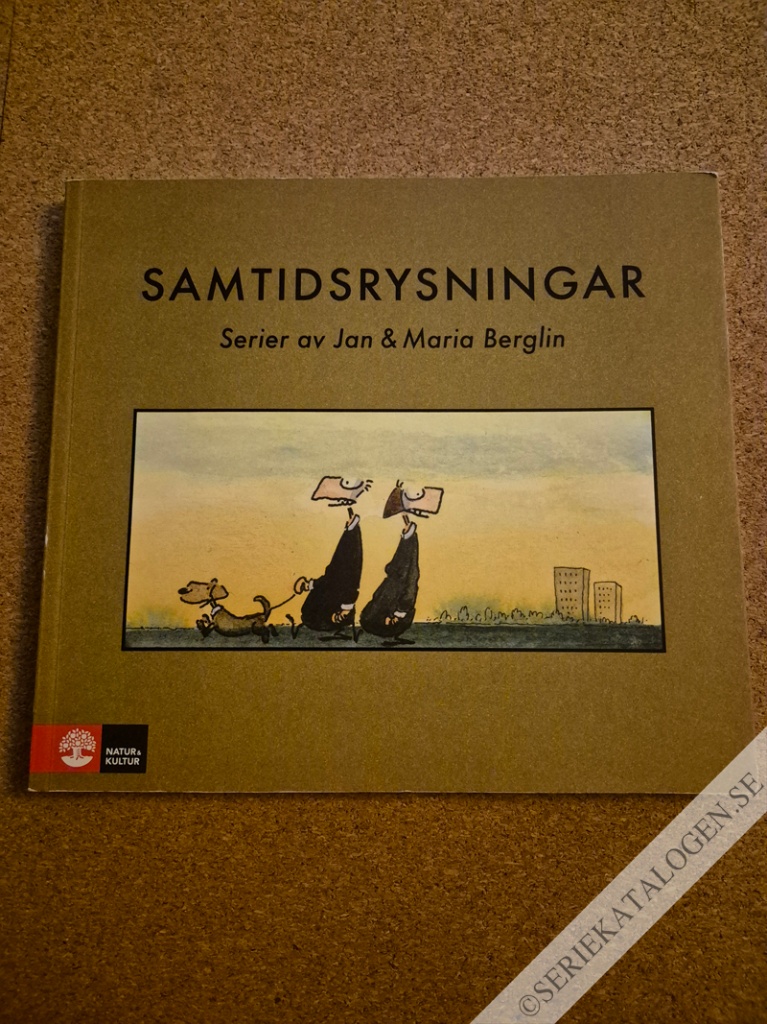 SAMTIDSRYSNINGAR
Serier av Jan & Maria Berglin
NATUR &
KULTUR
©SERIEKATALOGEN.SE